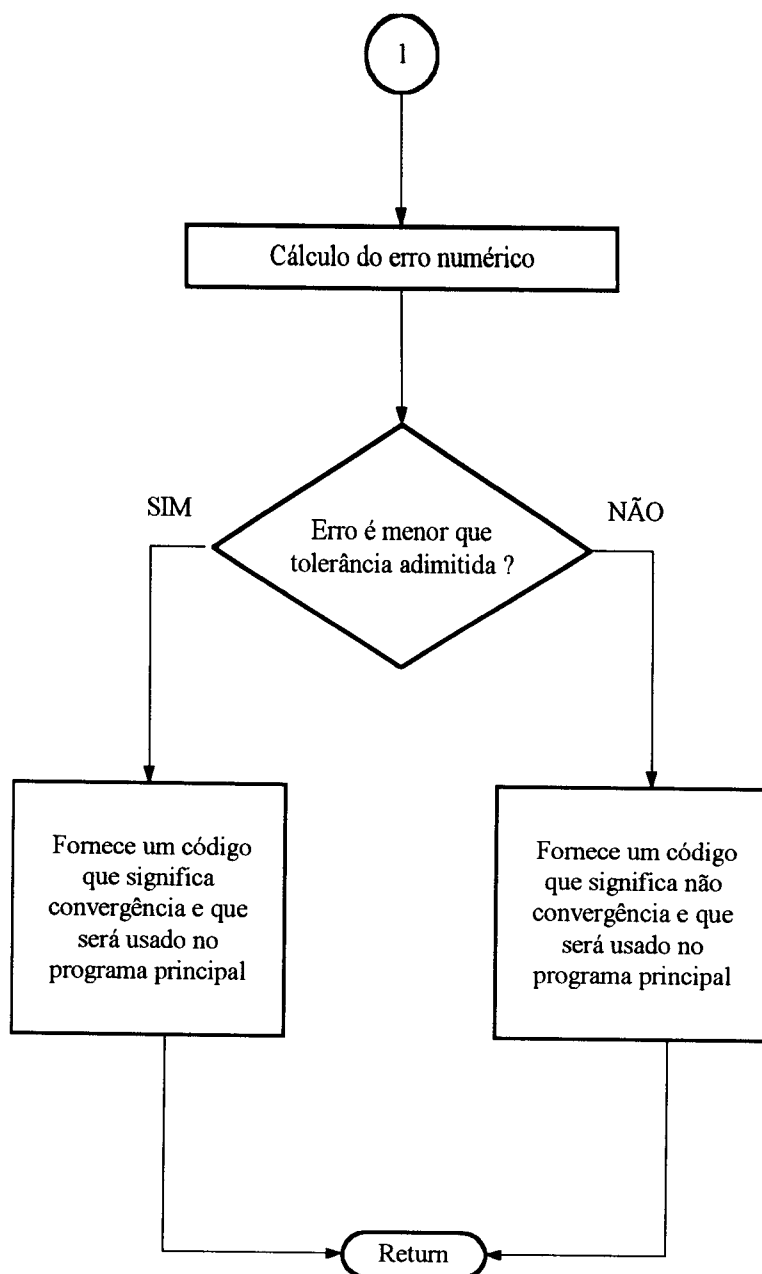 1
Cálculo do erro numérico
SIM
NÃO
Erro é menor que
tolerância adimitida ?
Fornece um código
que significa
convergência e que
será usado no
programa principal
Fornece um código
que significa não
convergência e que
será usado no
programa principal
Return